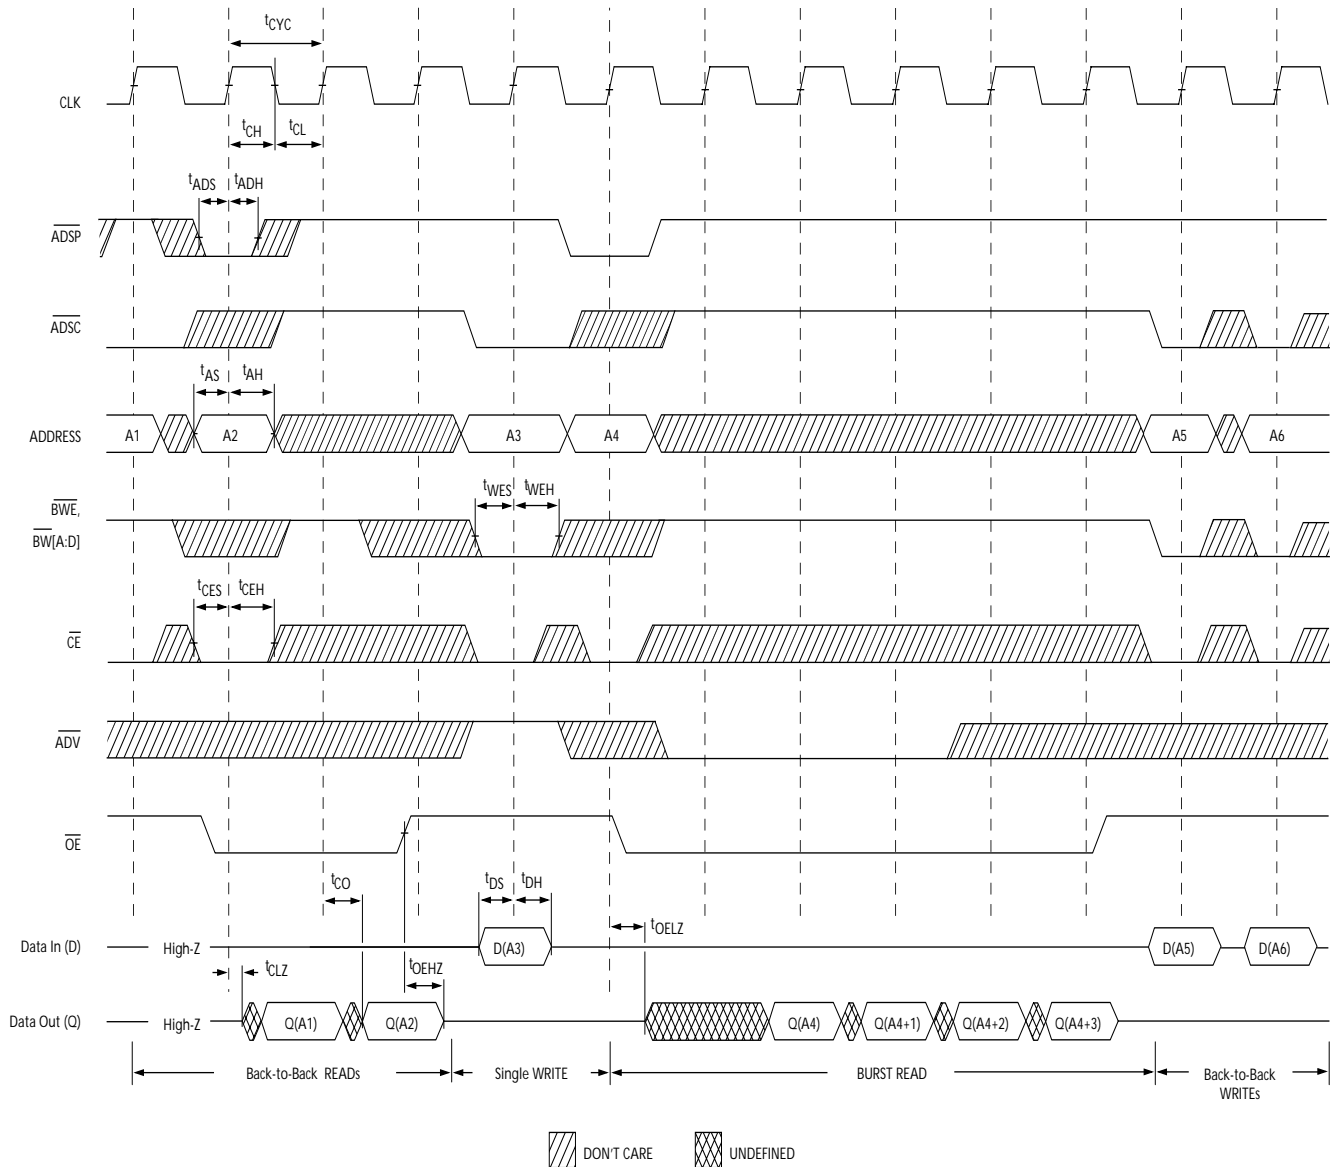 tCYC
CLK
tCH
tCL
tADS
tADH
ADSP
ADSC
tAS
tAH
ADDRESS
A1
A2
A3
A4
A5
A6
BWE,
BW[A:D]
tWES
tWEH
tCES
tCEH
CE
ADV
OE
tCO
tDS
tDH
tOELZ
Data In (D)
High-Z
D(A3)
D(A5)
D(A6)
tCLZ
tOEHZ
Data Out (Q)
High-Z
Q(A1)
Q(A2)
Q(A4)
Q(A4+1)
Q(A4+2)
Q(A4+3)
Back-to-Back READs
Single WRITE
BURST READ
Back-to-Back
WRITEs
DON'T CARE
UNDEFINED